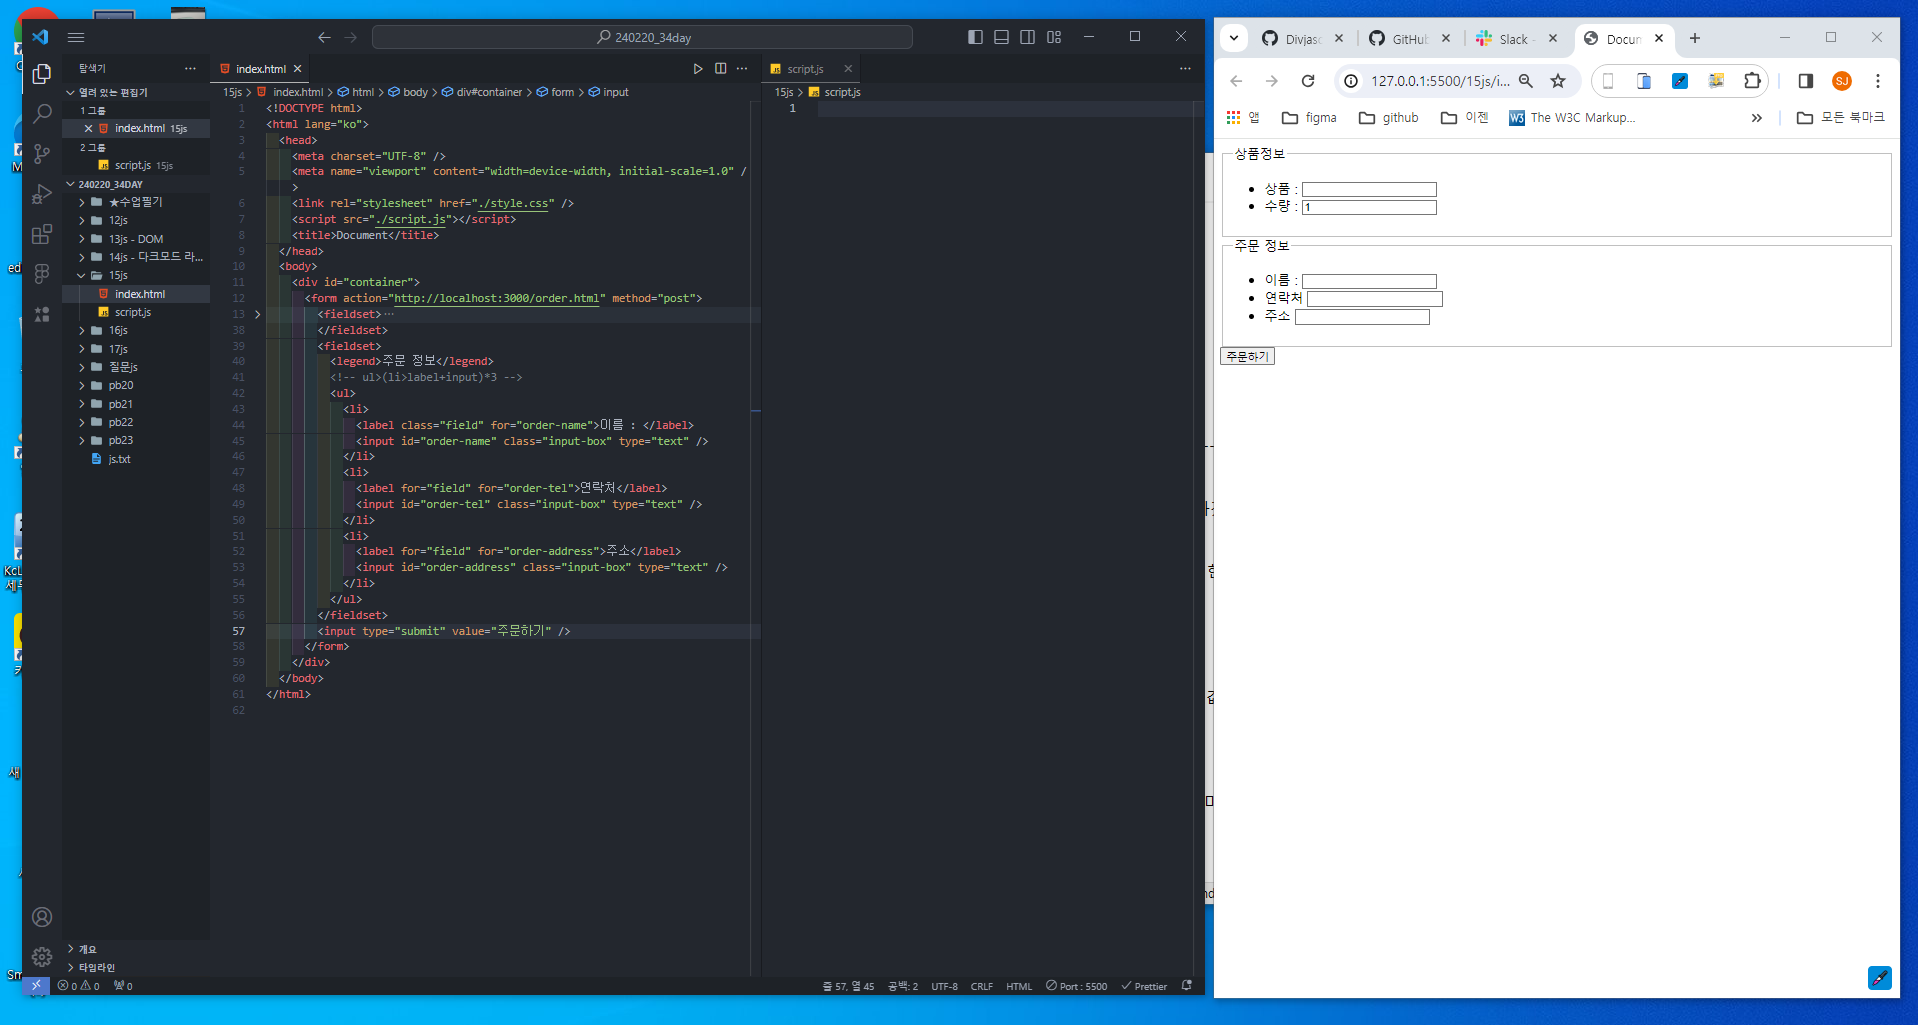 240220_34day
탐색기
열려 있는 편집기
1 그룹
index.html 15js
2 그룹
script.js 15js
240220_34DAY
★수업필기
12js
13js - DOM
14js - 다크모드 라...
15js
index.html
script.js
16js
17js
질문js
pb20
pb21
pb22
pb23
js.txt
개요
타임라인
index.html
15js > index.html > html > body > div#container > form > input
1 <!DOCTYPE html>
2 <html lang="ko">
3 <head>
4 <meta charset="UTF-8" />
5 <meta name="viewport" content="width=device-width, initial-scale=1.0" /
>
6 <link rel="stylesheet" href="./style.css" />
7 <script src="./script.js"></script>
8 <title>Document</title>
9 </head>
10 <body>
11 <div id="container">
12 <form action="http://localhost:3000/order.html" method="post">
13 <fieldset>···
38 </fieldset>
39 <fieldset>
40 <legend>주문 정보</legend>
41 <!-- ul>(li>label+input)*3 -->
42 <ul>
43 <li>
44 <label class="field" for="order-name">이름 : </label>
45 <input id="order-name" class="input-box" type="text" />
46 </li>
47 <li>
48 <label for="field" for="order-tel">연락처</label>
49 <input id="order-tel" class="input-box" type="text" />
50 </li>
51 <li>
52 <label for="field" for="order-address">주소</label>
53 <input id="order-address" class="input-box" type="text" />
54 </li>
55 </ul>
56 </fieldset>
57 <input type="submit" value="주문하기" />
58 </form>
59 </div>
60 </body>
61 </html>
62
script.js
15js > script.js
1
0 0 0
줄 57, 열 45 공백: 2 UTF-8 CRLF HTML Port : 5500 Prettier
Divjasc GitHub Slack - Docum
127.0.0.1:5500/15js/i...
SJ
앱 figma github 이젠 The W3C Markup... 모든 북마크
상품정보
상품 :
수량 : 1
주문 정보
이름 :
연락처
주소
주문하기